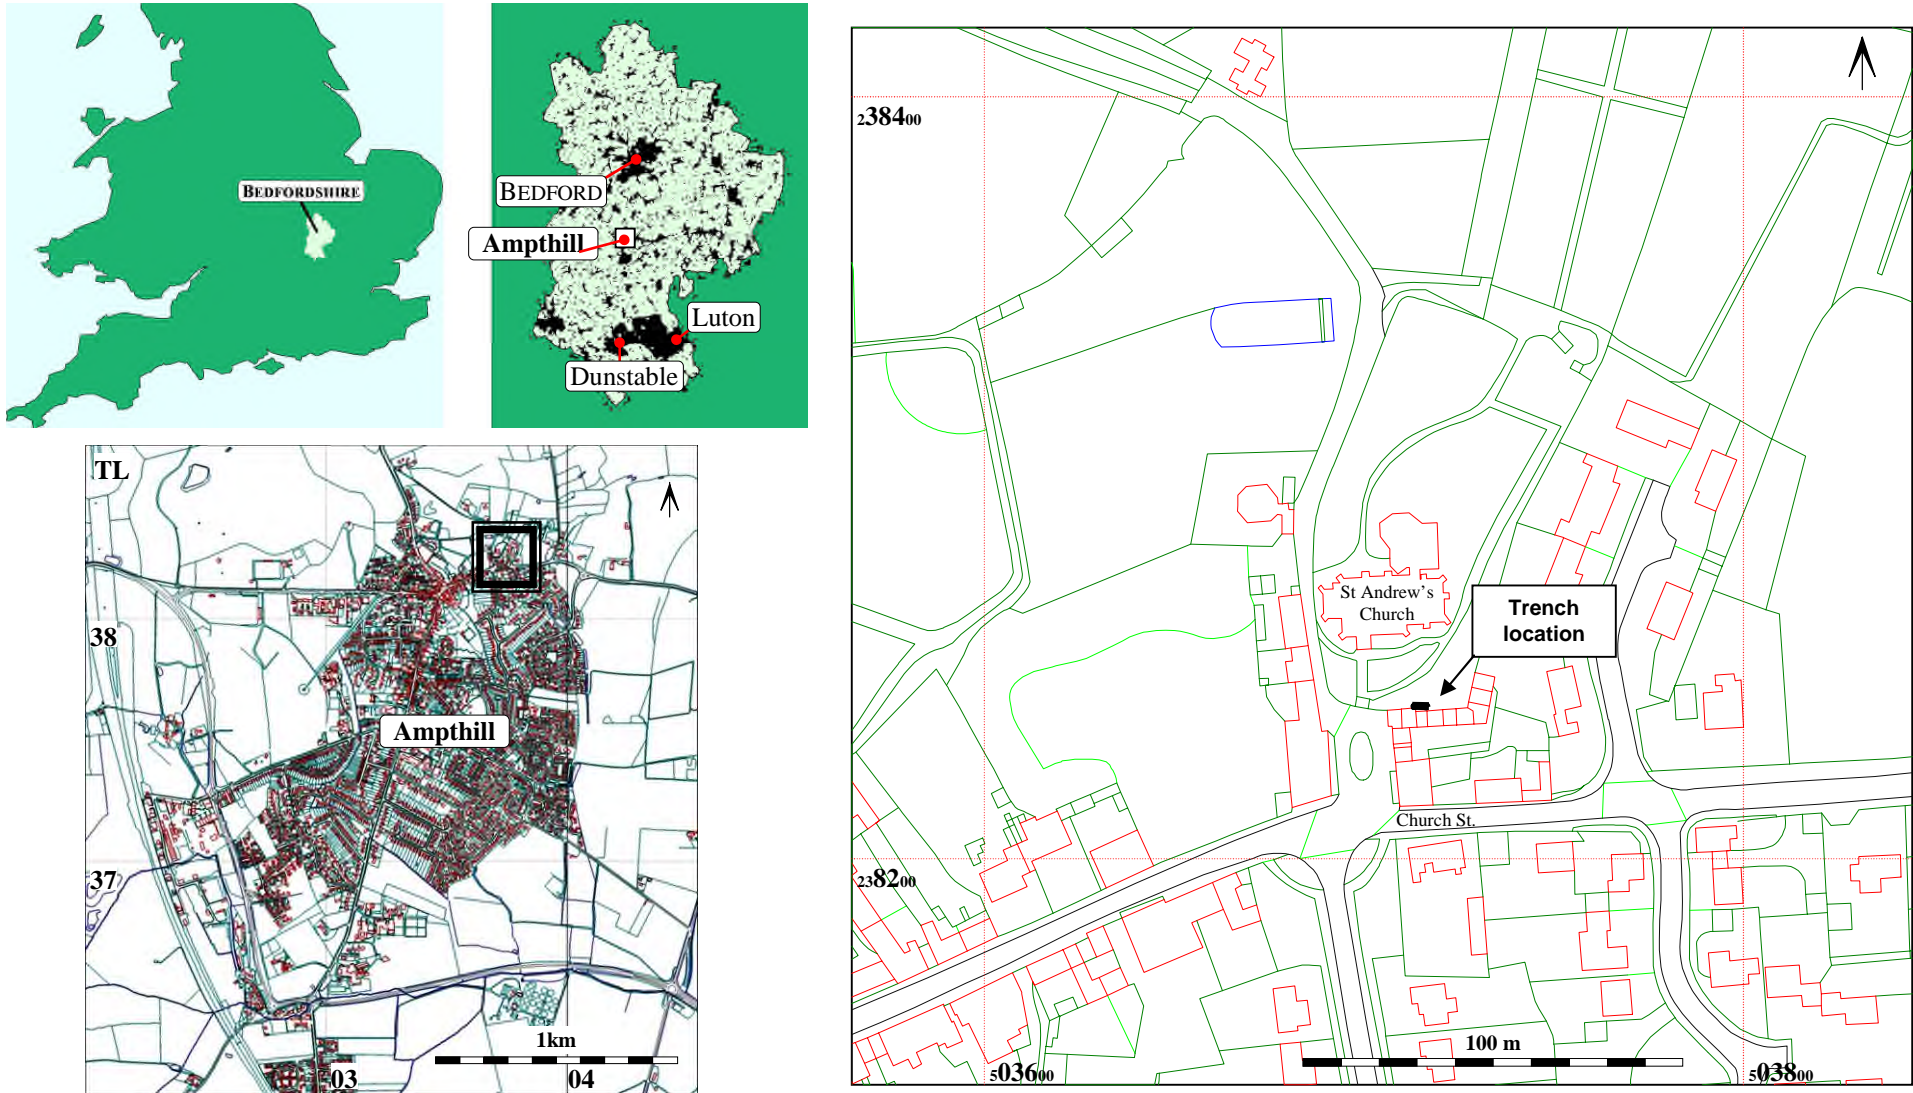 BEDFORDSHIRE
BEDFORD
Ampthill
Luton
Dunstable
TL
38
Ampthill
37
1km
03
04
238400
St Andrew's
Church
Trench
location
Church St.
238200
100 m
503600
503800